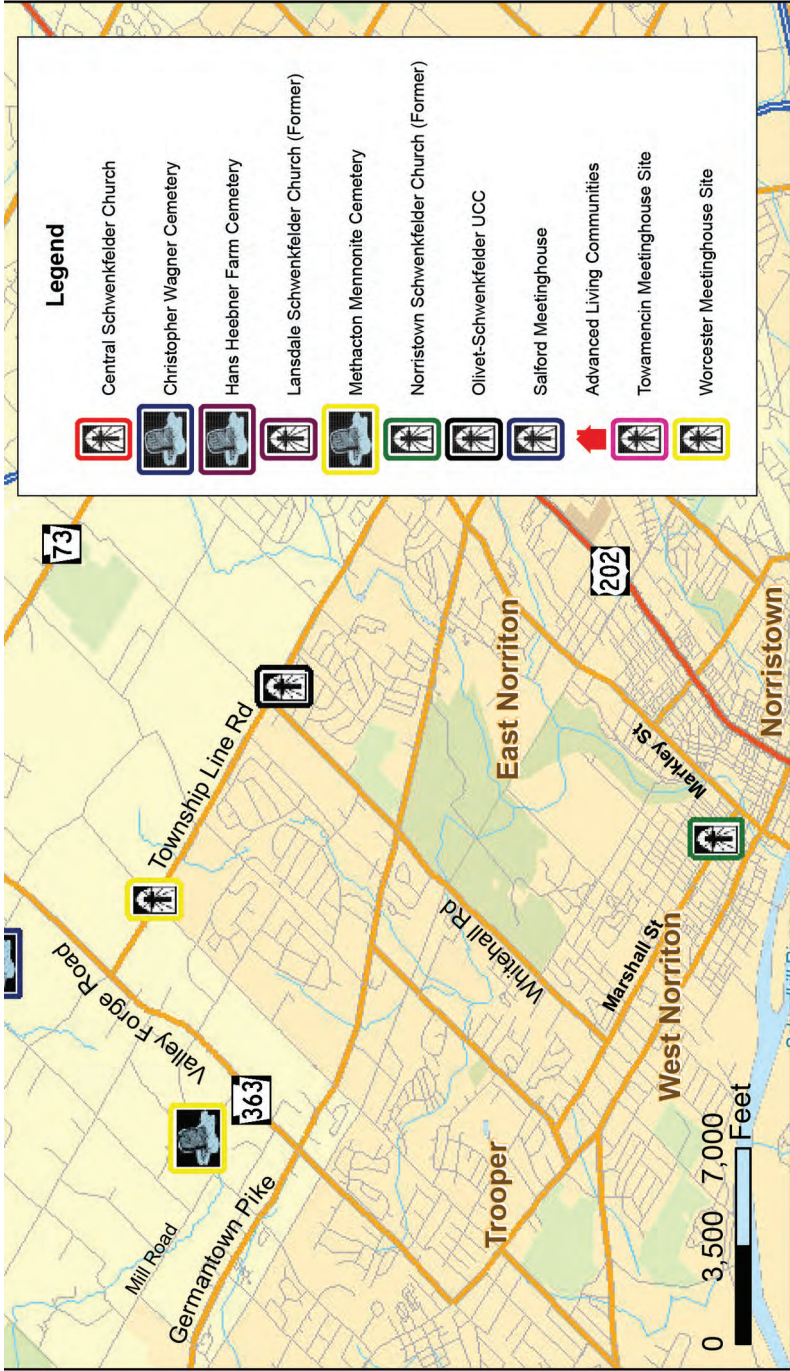 Legend
Central Schwenkfelder Church
Christopher Wagner Cemetery
Hans Heebner Farm Cemetery
Lansdale Schwenkfelder Church (Former)
Methacton Mennonite Cemetery
Norristown Schwenkfelder Church (Former)
Olivet-Schwenkfelder UCC
Salford Meetinghouse
Advanced Living Communities
Towamencin Meetinghouse Site
Worcester Meetinghouse Site
73
Township Line Rd
Valley Forge Road
363
Mill Road
Germantown Pike
Whitehall Rd
East Norriton
202
Markley St
Norristown
Marshall St
West Norriton
Trooper
0 3,500 7,000
Feet